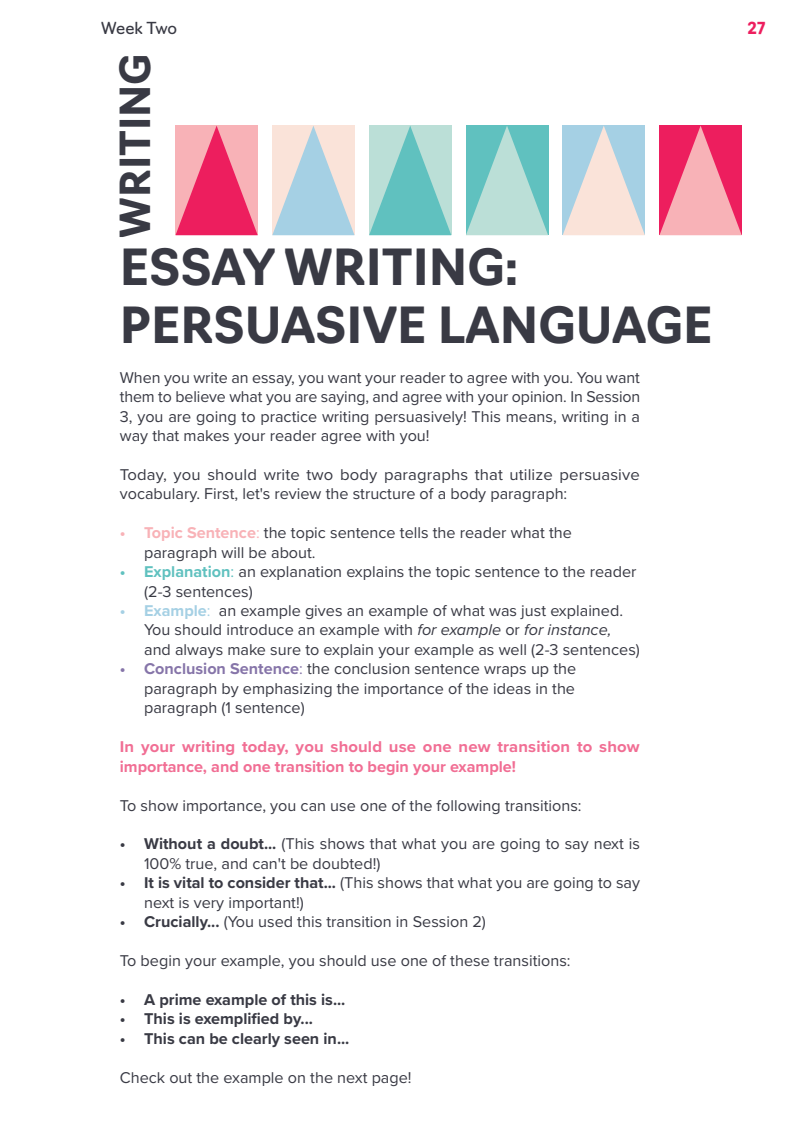 Week Two
27
WRITING
ESSAY WRITING:
PERSUASIVE LANGUAGE
When you write an essay, you want your reader to agree with you. You want
them to believe what you are saying, and agree with your opinion. In Session
3, you are going to practice writing persuasively! This means, writing in a
way that makes your reader agree with you!
Today, you should write two body paragraphs that utilize persuasive
vocabulary. First, let's review the structure of a body paragraph:
• Topic Sentence: the topic sentence tells the reader what the
paragraph will be about.
• Explanation: an explanation explains the topic sentence to the reader
(2-3 sentences)
• Example: an example gives an example of what was just explained.
You should introduce an example with for example or for instance,
and always make sure to explain your example as well (2-3 sentences)
• Conclusion Sentence: the conclusion sentence wraps up the
paragraph by emphasizing the importance of the ideas in the
paragraph (1 sentence)
In your writing today, you should use one new transition to show
importance, and one transition to begin your example!
To show importance, you can use one of the following transitions:
• Without a doubt... (This shows that what you are going to say next is
100% true, and can't be doubted!)
• It is vital to consider that... (This shows that what you are going to say
next is very important!)
• Crucially... (You used this transition in Session 2)
To begin your example, you should use one of these transitions:
• A prime example of this is...
• This is exemplified by...
• This can be clearly seen in...
Check out the example on the next page!